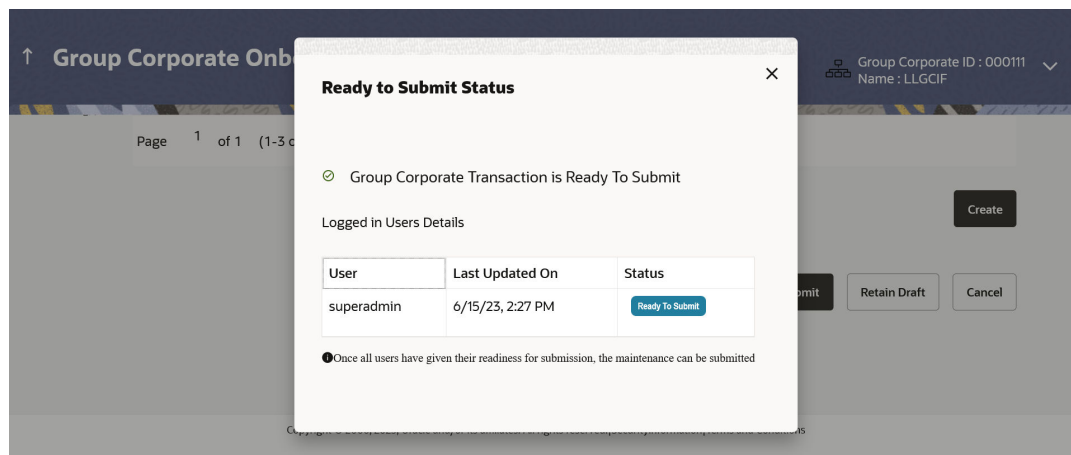 ↑ Group Corporate Onb
Group Corporate ID : 000111
Name : LLGCIF
Page 1 of 1 (1-3 o
Ready to Submit Status
Group Corporate Transaction is Ready To Submit
Logged in Users Details
User Last Updated On Status
superadmin 6/15/23, 2:27 PM Ready To Submit
Once all users have given their readiness for submission, the maintenance can be submitted
Create
bmit Retain Draft Cancel